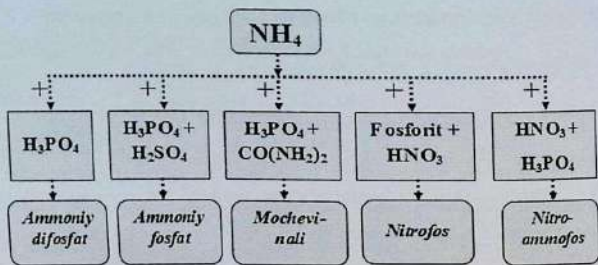 NH₄
+ + + + +
H₃PO₄
H₃PO₄ +
H₂SO₄
H₃PO₄ +
CO(NH₂)₂
Fosforit +
HNO₃
HNO₃ +
H₃PO₄
Ammoniy
difosfat
Ammoniy
fosfat
Mochevi-
nali
Nitrofos
Nitro-
ammofos